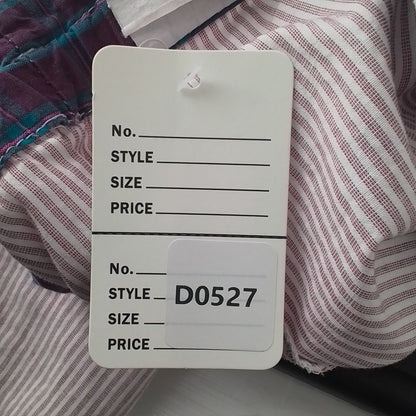 No.
STYLE
SIZE
PRICE
No.
STYLE
D0527
SIZE
PRICE